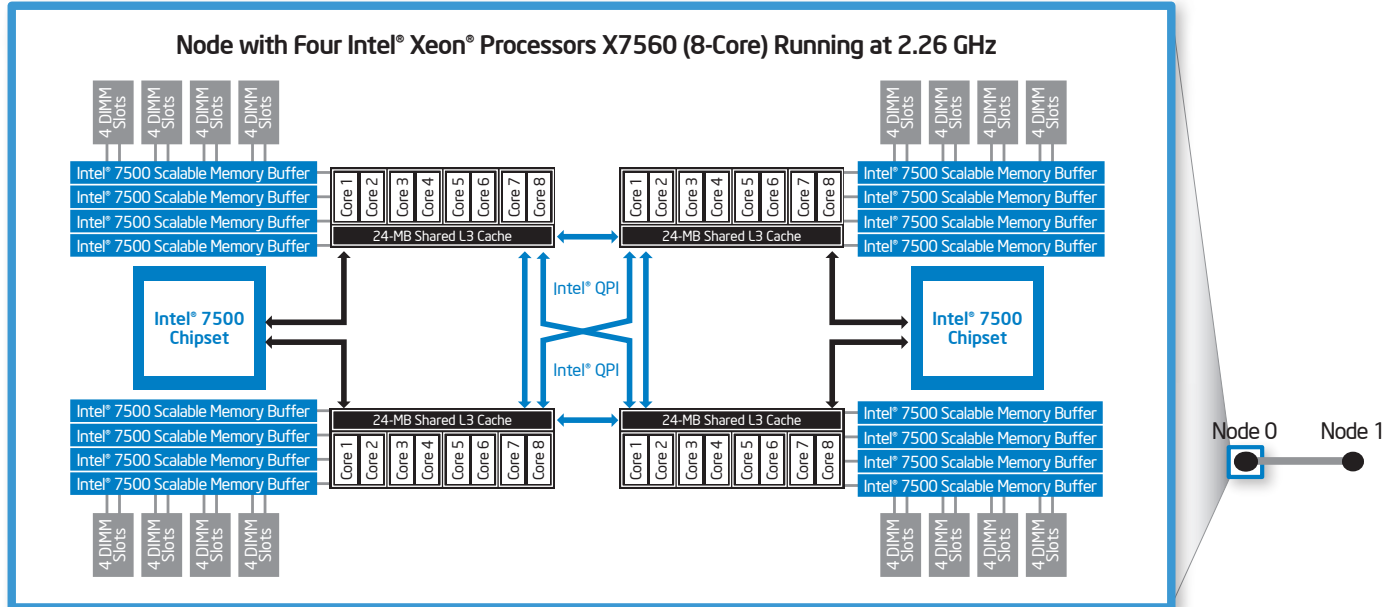 Node with Four Intel® Xeon® Processors X7560 (8-Core) Running at 2.26 GHz
4 DIMM
Slots
4 DIMM
Slots
4 DIMM
Slots
4 DIMM
Slots
4 DIMM
Slots
4 DIMM
Slots
4 DIMM
Slots
4 DIMM
Slots
Intel® 7500 Scalable Memory Buffer
Intel® 7500 Scalable Memory Buffer
Intel® 7500 Scalable Memory Buffer
Intel® 7500 Scalable Memory Buffer
Core 1
Core 2
Core 3
Core 4
Core 5
Core 6
Core 7
Core 8
24-MB Shared L3 Cache
Core 1
Core 2
Core 3
Core 4
Core 5
Core 6
Core 7
Core 8
24-MB Shared L3 Cache
Intel® 7500 Scalable Memory Buffer
Intel® 7500 Scalable Memory Buffer
Intel® 7500 Scalable Memory Buffer
Intel® 7500 Scalable Memory Buffer
Intel® 7500
Chipset
Intel® QPI
Intel® QPI
Intel® 7500
Chipset
Intel® 7500 Scalable Memory Buffer
Intel® 7500 Scalable Memory Buffer
Intel® 7500 Scalable Memory Buffer
Intel® 7500 Scalable Memory Buffer
24-MB Shared L3 Cache
Core 1
Core 2
Core 3
Core 4
Core 5
Core 6
Core 7
Core 8
24-MB Shared L3 Cache
Core 1
Core 2
Core 3
Core 4
Core 5
Core 6
Core 7
Core 8
Intel® 7500 Scalable Memory Buffer
Intel® 7500 Scalable Memory Buffer
Intel® 7500 Scalable Memory Buffer
Intel® 7500 Scalable Memory Buffer
4 DIMM
Slots
4 DIMM
Slots
4 DIMM
Slots
4 DIMM
Slots
4 DIMM
Slots
4 DIMM
Slots
4 DIMM
Slots
4 DIMM
Slots
Node 0
Node 1